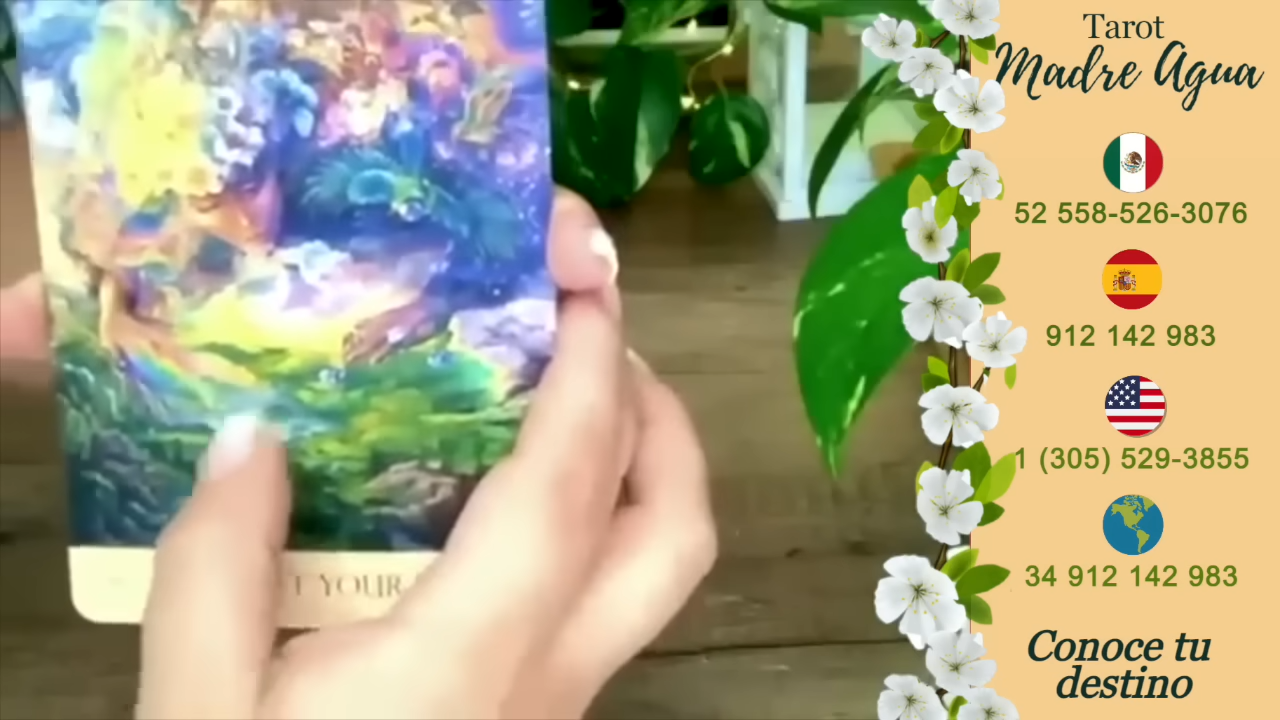 YOUR
Tarot
Madre Agua
52 558-526-3076
912 142 983
1 (305) 529-3855
34 912 142 983
Conoce tu
destino